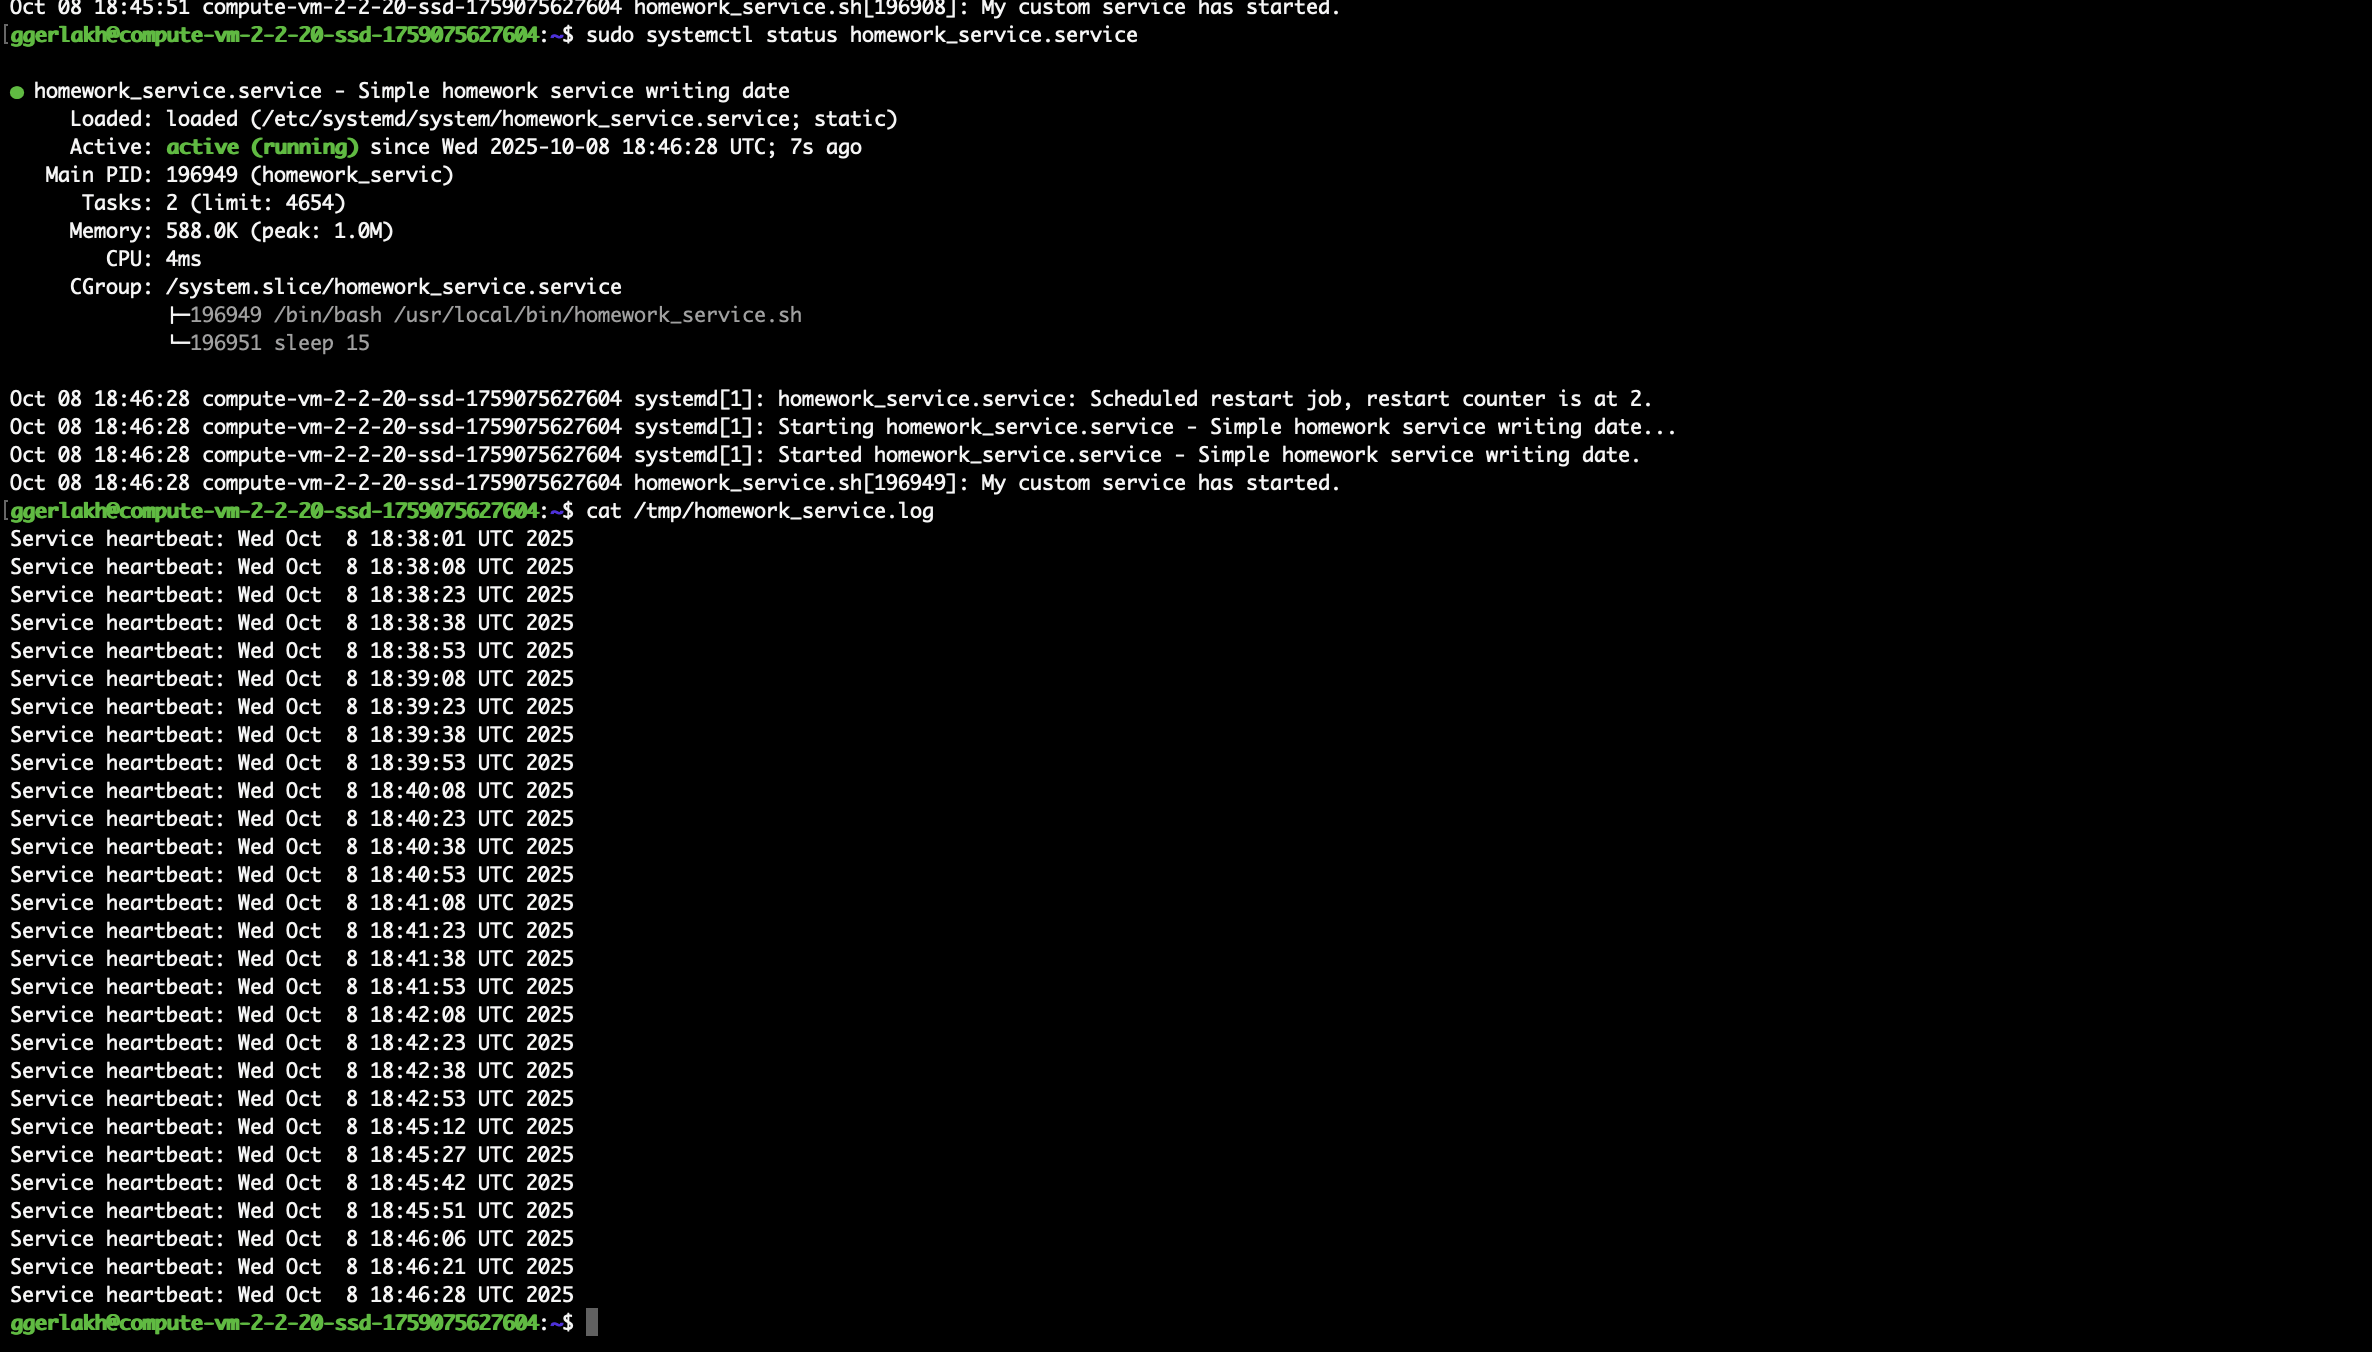 Oct 08 18:45:51 compute-vm-2-2-20-ssd-1759075627604 homework_service.sh[196908]: My custom service has started.
[ggerlakh@compute-vm-2-2-20-ssd-1759075627604:~$ sudo systemctl status homework_service.service
● homework_service.service - Simple homework service writing date
Loaded: loaded (/etc/systemd/system/homework_service.service; static)
Active: active (running) since Wed 2025-10-08 18:46:28 UTC; 7s ago
Main PID: 196949 (homework_servic)
Tasks: 2 (limit: 4654)
Memory: 588.0K (peak: 1.0M)
CPU: 4ms
CGroup: /system.slice/homework_service.service
├─196949 /bin/bash /usr/local/bin/homework_service.sh
└─196951 sleep 15
Oct 08 18:46:28 compute-vm-2-2-20-ssd-1759075627604 systemd[1]: homework_service.service: Scheduled restart job, restart counter is at 2.
Oct 08 18:46:28 compute-vm-2-2-20-ssd-1759075627604 systemd[1]: Starting homework_service.service - Simple homework service writing date...
Oct 08 18:46:28 compute-vm-2-2-20-ssd-1759075627604 systemd[1]: Started homework_service.service - Simple homework service writing date.
Oct 08 18:46:28 compute-vm-2-2-20-ssd-1759075627604 homework_service.sh[196949]: My custom service has started.
[ggerlakh@compute-vm-2-2-20-ssd-1759075627604:~$ cat /tmp/homework_service.log
Service heartbeat: Wed Oct  8 18:38:01 UTC 2025
Service heartbeat: Wed Oct  8 18:38:08 UTC 2025
Service heartbeat: Wed Oct  8 18:38:23 UTC 2025
Service heartbeat: Wed Oct  8 18:38:38 UTC 2025
Service heartbeat: Wed Oct  8 18:38:53 UTC 2025
Service heartbeat: Wed Oct  8 18:39:08 UTC 2025
Service heartbeat: Wed Oct  8 18:39:23 UTC 2025
Service heartbeat: Wed Oct  8 18:39:38 UTC 2025
Service heartbeat: Wed Oct  8 18:39:53 UTC 2025
Service heartbeat: Wed Oct  8 18:40:08 UTC 2025
Service heartbeat: Wed Oct  8 18:40:23 UTC 2025
Service heartbeat: Wed Oct  8 18:40:38 UTC 2025
Service heartbeat: Wed Oct  8 18:40:53 UTC 2025
Service heartbeat: Wed Oct  8 18:41:08 UTC 2025
Service heartbeat: Wed Oct  8 18:41:23 UTC 2025
Service heartbeat: Wed Oct  8 18:41:38 UTC 2025
Service heartbeat: Wed Oct  8 18:41:53 UTC 2025
Service heartbeat: Wed Oct  8 18:42:08 UTC 2025
Service heartbeat: Wed Oct  8 18:42:23 UTC 2025
Service heartbeat: Wed Oct  8 18:42:38 UTC 2025
Service heartbeat: Wed Oct  8 18:42:53 UTC 2025
Service heartbeat: Wed Oct  8 18:45:12 UTC 2025
Service heartbeat: Wed Oct  8 18:45:27 UTC 2025
Service heartbeat: Wed Oct  8 18:45:42 UTC 2025
Service heartbeat: Wed Oct  8 18:45:51 UTC 2025
Service heartbeat: Wed Oct  8 18:46:06 UTC 2025
Service heartbeat: Wed Oct  8 18:46:21 UTC 2025
Service heartbeat: Wed Oct  8 18:46:28 UTC 2025
ggerlakh@compute-vm-2-2-20-ssd-1759075627604:~$